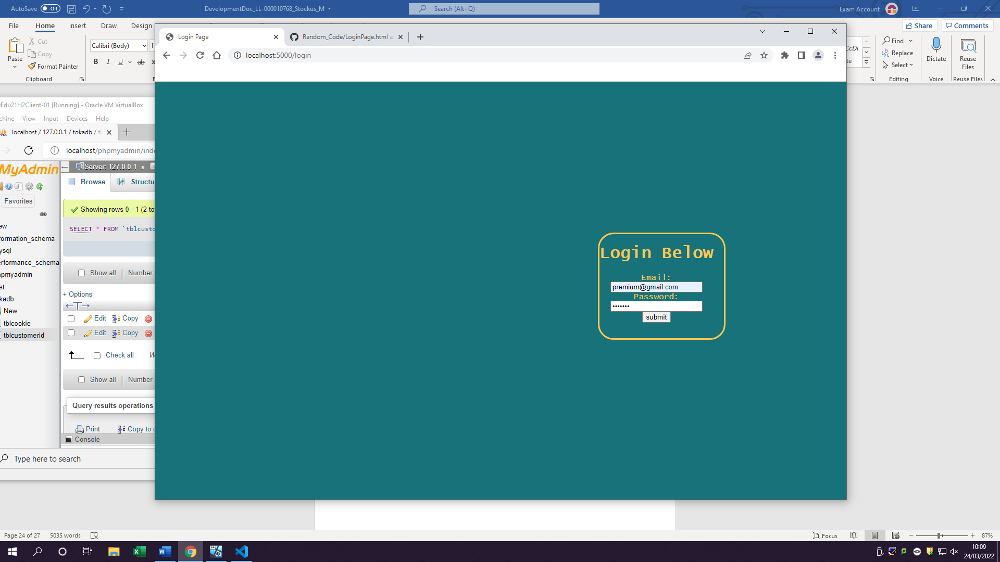 AutoSave Off DevelopmentDoc_LL-000010768_Stockus_M Search (Alt+Q) Exam Account
File Home Insert Draw Design Share Comments
Login Page Random_Code/LoginPage.html
localhost:5000/login
Paste Cut Copy Format Painter
Clipboard
Calibri (Body)
Find
Replace
Select
Editing
Dictate
Voice
Reuse Files
Reuse Files
Edu21H2Client-01 [Running] - Oracle VM VirtualBox
chine View Input Devices Help
localhost / 127.0.0.1 / tokadb / t
localhost/phpmyadmin/inde
MyAdmin
Favorites
ew
formation_schema
ysql
erformance_schema
pmyadmin
st
kadb
New
tblcookie
tblcustomerid
Server: 127.0.0.1 »
Browse Structu
Showing rows 0 - 1 (2 to
SELECT * FROM `tblcusto
Show all Number
+ Options
←T→
Edit Copy
Edit Copy
Check all W
Show all Number
Query results operations
Print Copy to c
Console
Type here to search
Login Below
Email:
premium@gmail.com
Password:
•••••••
submit
Page 24 of 27 5035 words Focus 87%
10:09
24/03/2022